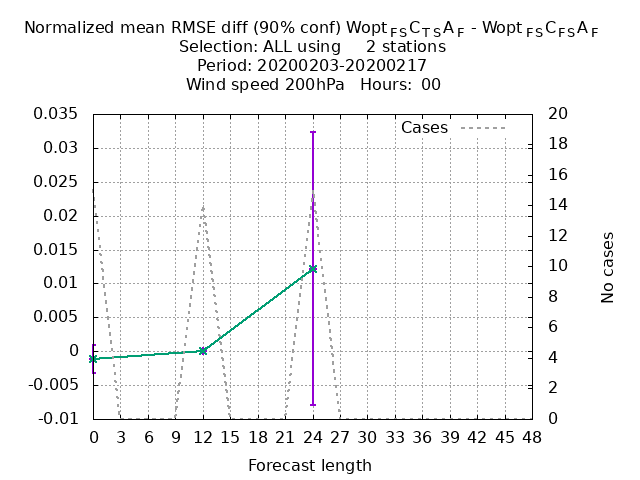 Normalized mean RMSE diff (90% conf) Wopt FS C TS A F - Wopt FS C FS A F
Selection: ALL using 2 stations
Period: 20200203-20200217
Wind speed 200hPa Hours: 00
Cases
0.035
0.03
0.025
0.02
0.015
0.01
0.005
0
-0.005
-0.01
20
18
16
14
12
10
8
6
4
2
0
No cases
0 3 6 9 12 15 18 21 24 27 30 33 36 39 42 45 48
Forecast length